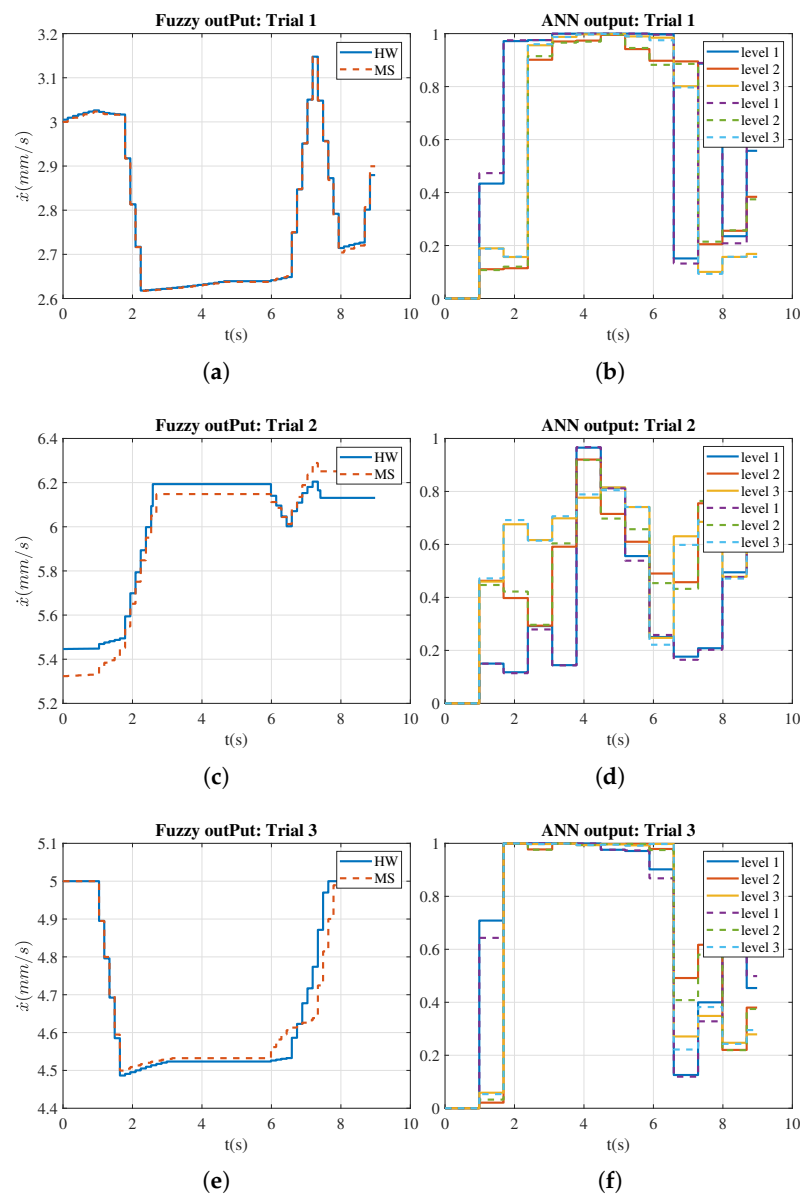 Fuzzy outPut: Trial 1
3.2
3.1
3
2.9
2.8
2.7
2.6
ẋ(mm/s)
HW
MS
0 2 4 6 8 10
t(s)
(a)
ANN output: Trial 1
1
0.8
0.6
0.4
0.2
0
level 1
level 2
level 3
level 1
level 2
level 3
0 2 4 6 8 10
t(s)
(b)
Fuzzy outPut: Trial 2
6.4
6.2
6
5.8
5.6
5.4
5.2
ẋ(mm/s)
HW
MS
0 2 4 6 8 10
t(s)
(c)
ANN output: Trial 2
1
0.8
0.6
0.4
0.2
0
level 1
level 2
level 3
level 1
level 2
level 3
0 2 4 6 8 10
t(s)
(d)
Fuzzy outPut: Trial 3
5.1
5
4.9
4.8
4.7
4.6
4.5
4.4
ẋ(mm/s)
HW
MS
0 2 4 6 8 10
t(s)
(e)
ANN output: Trial 3
1
0.8
0.6
0.4
0.2
0
level 1
level 2
level 3
level 1
level 2
level 3
0 2 4 6 8 10
t(s)
(f)